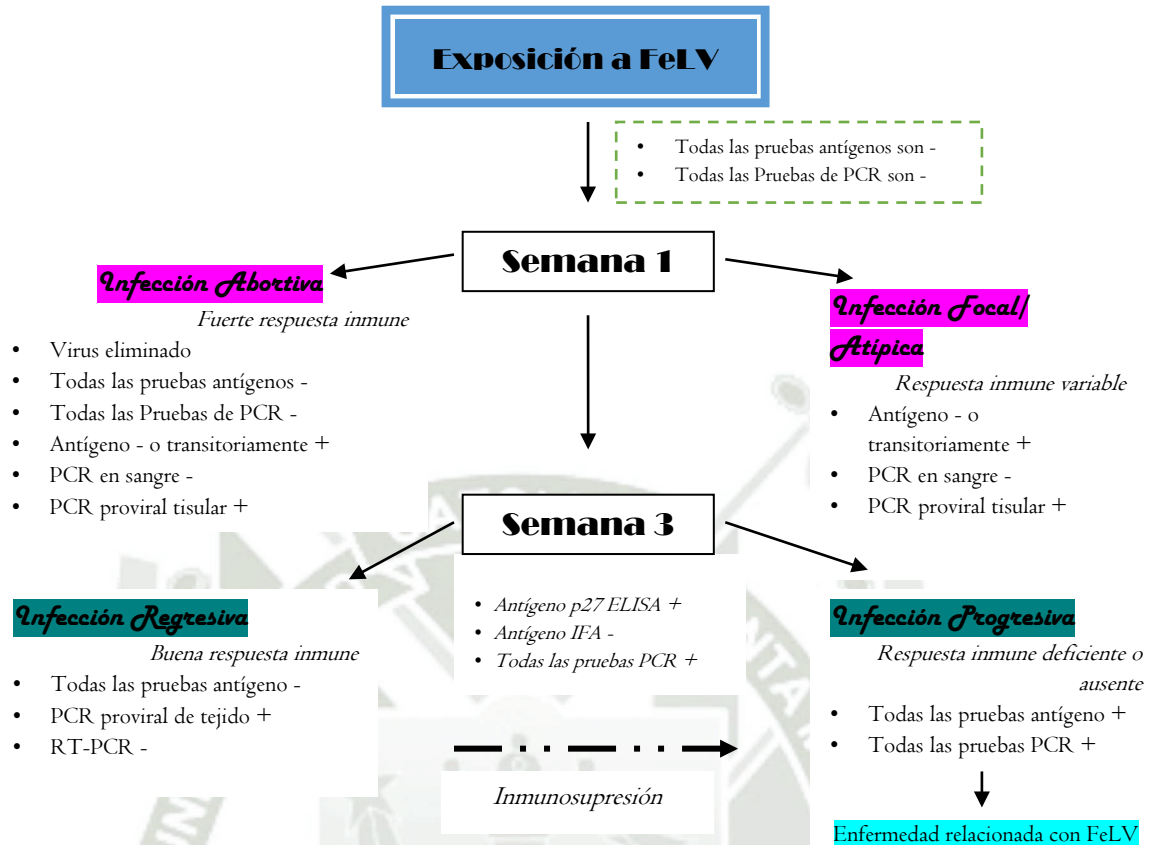 Exposición a FeLV
• Todas las pruebas antígenos son -
• Todas las Pruebas de PCR son -
Semana 1
Infección Abortiva
Fuerte respuesta inmune
• Virus eliminado
• Todas las pruebas antígenos -
• Todas las Pruebas de PCR -
• Antígeno - o transitoriamente +
• PCR en sangre -
• PCR proviral tisular +
Infección Focal/
Atípica
Respuesta inmune variable
• Antígeno - o
transitoriamente +
• PCR en sangre -
• PCR proviral tisular +
Semana 3
• Antígeno p27 ELISA +
• Antígeno IFA -
• Todas las pruebas PCR +
Infección Regresiva
Buena respuesta inmune
• Todas las pruebas antígeno -
• PCR proviral de tejido +
• RT-PCR -
Inmunosupresión
Infección Progresiva
Respuesta inmune deficiente o
ausente
• Todas las pruebas antígeno +
• Todas las pruebas PCR +
Enfermedad relacionada con FeLV